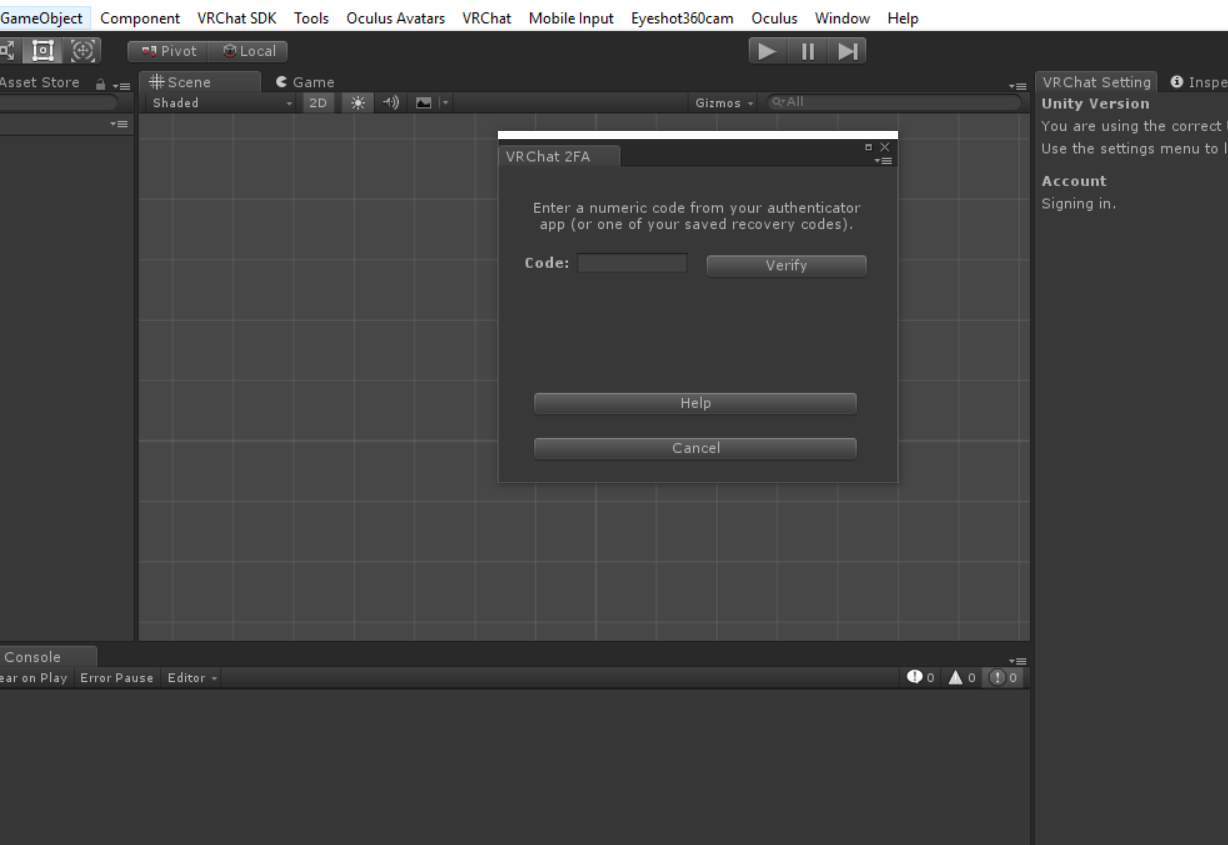 GameObject Component VRChat SDK Tools Oculus Avatars VRChat Mobile Input Eyeshot360cam Oculus Window Help
Pivot Local
Asset Store Scene Game VRChat Setting Inspe
Shaded 2D Gizmos All
Unity Version
You are using the correct
Use the settings menu to l
Account
Signing in.
VRChat 2FA
Enter a numeric code from your authenticator
app (or one of your saved recovery codes).
Code: Verify
Help
Cancel
Console
ear on Play Error Pause Editor 0 0 0